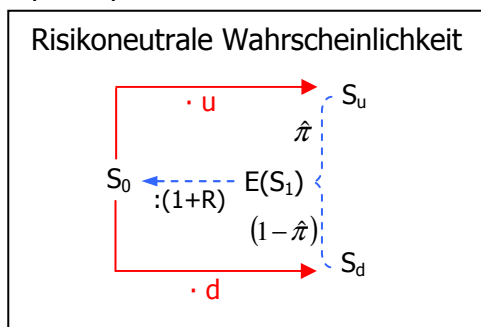 Risikoneutrale Wahrscheinlichkeit
· u
S_u
π̂
S_0
:(1+R)
E(S_1)
(1−π̂)
S_d
· d